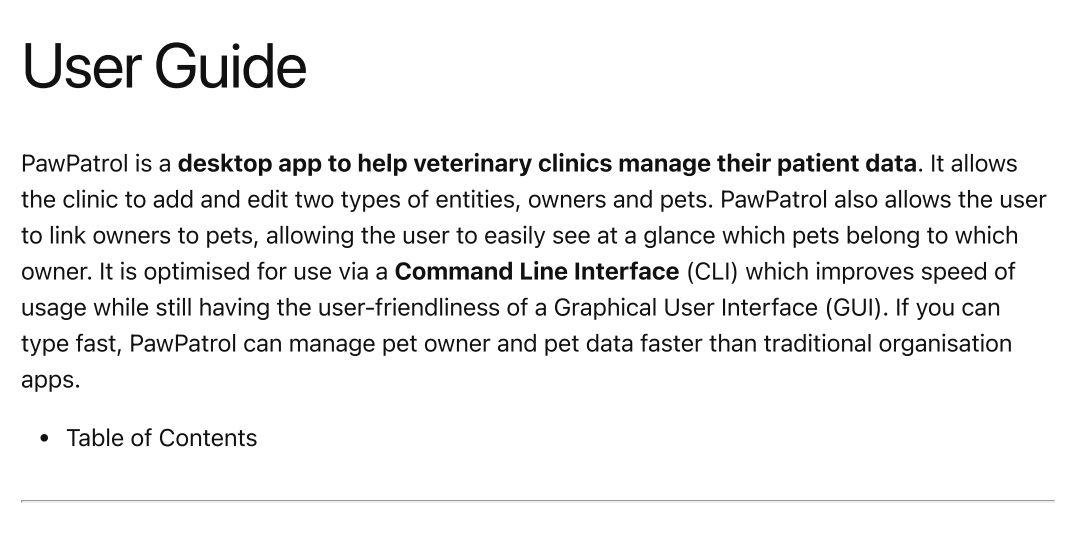 User Guide
PawPatrol is a desktop app to help veterinary clinics manage their patient data. It allows
the clinic to add and edit two types of entities, owners and pets. PawPatrol also allows the user
to link owners to pets, allowing the user to easily see at a glance which pets belong to which
owner. It is optimised for use via a Command Line Interface (CLI) which improves speed of
usage while still having the user-friendliness of a Graphical User Interface (GUI). If you can
type fast, PawPatrol can manage pet owner and pet data faster than traditional organisation
apps.
• Table of Contents